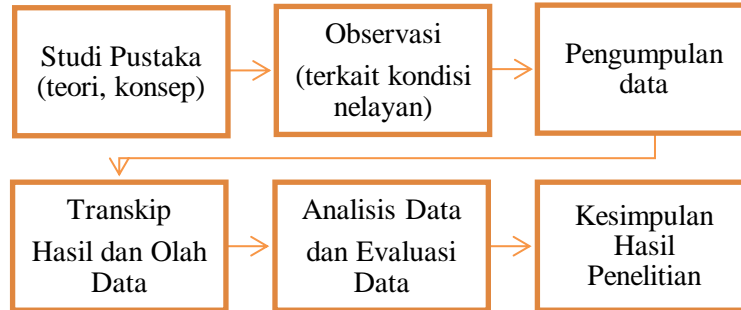 Studi Pustaka
(teori, konsep)
Observasi
(terkait kondisi
nelayan)
Pengumpulan
data
Transkip
Hasil dan Olah
Data
Analisis Data
dan Evaluasi
Data
Kesimpulan
Hasil
Penelitian